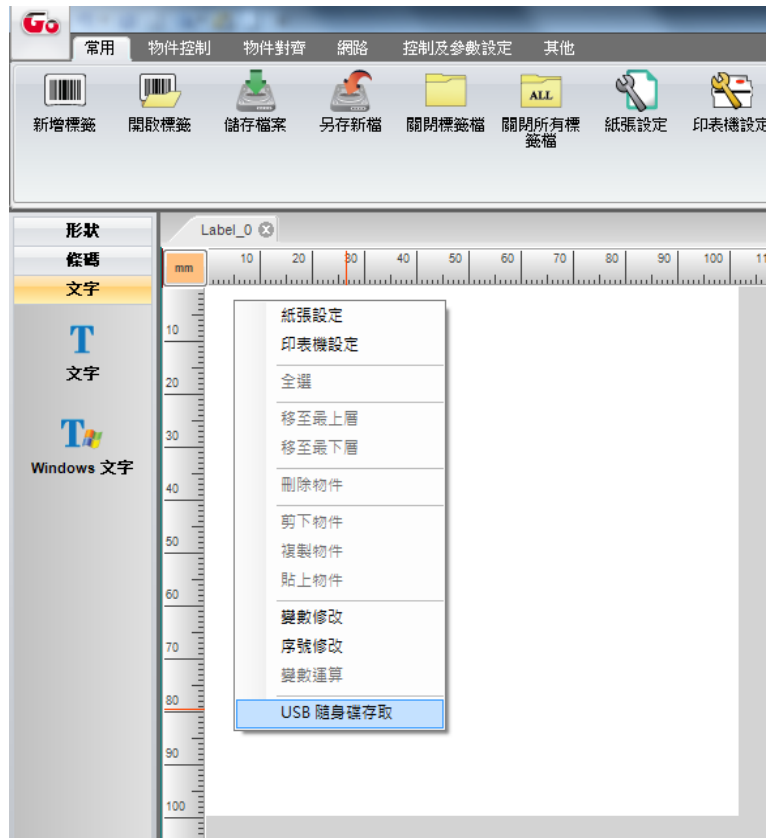 Go
常用 物件控制 物件對齊 網路 控制及參數設定 其他
新增標籤 開啟標籤 儲存檔案 另存新檔 關閉標籤檔 ALL 關閉所有標籤檔 紙張設定 印表機設定
形狀
條碼
文字
T
文字
T
Windows 文字
Label_0
mm 10 20 30 40 50 60 70 80 90 100 11
10
20
30
40
50
60
70
80
90
100
紙張設定
印表機設定
全選
移至最上層
移至最下層
刪除物件
剪下物件
複製物件
貼上物件
變數修改
序號修改
變數運算
USB 隨身碟存取